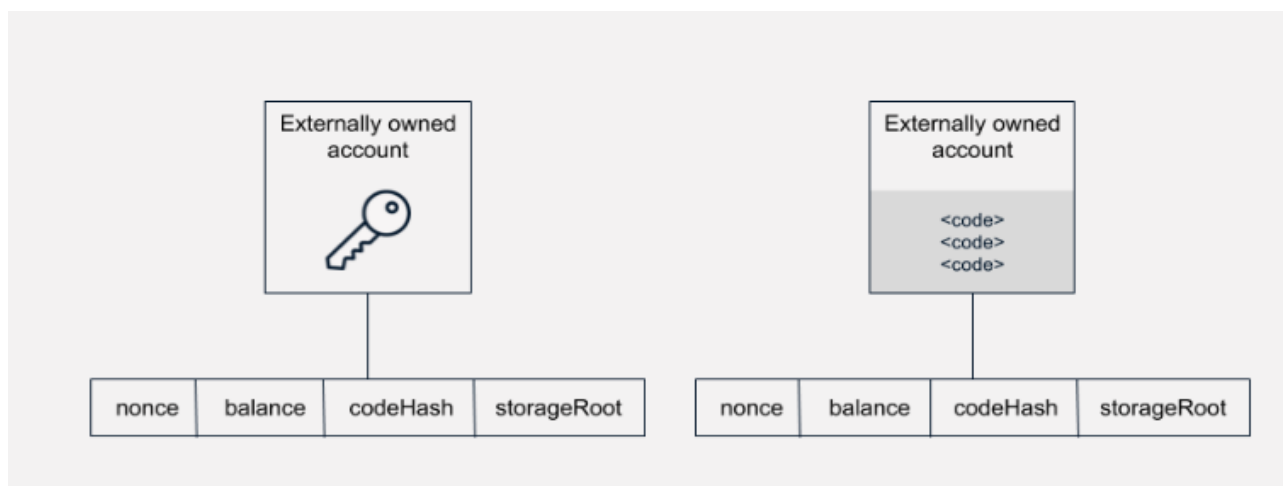 Externally owned
account
Externally owned
account
<code>
<code>
<code>
nonce balance codeHash storageRoot
nonce balance codeHash storageRoot